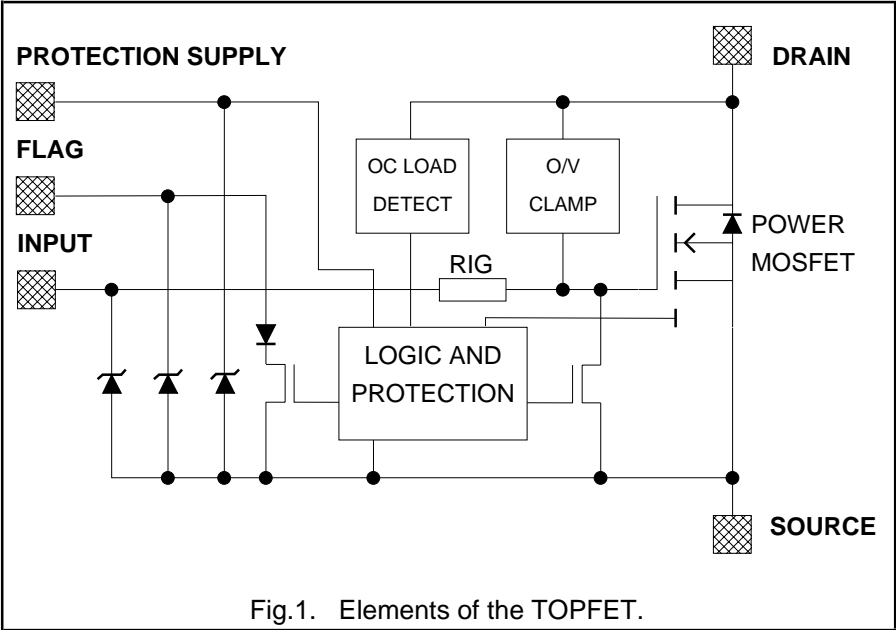 PROTECTION SUPPLY
DRAIN
FLAG
OC LOAD
DETECT
O/V
CLAMP
POWER
MOSFET
INPUT
RIG
LOGIC AND
PROTECTION
SOURCE
Fig.1. Elements of the TOPFET.